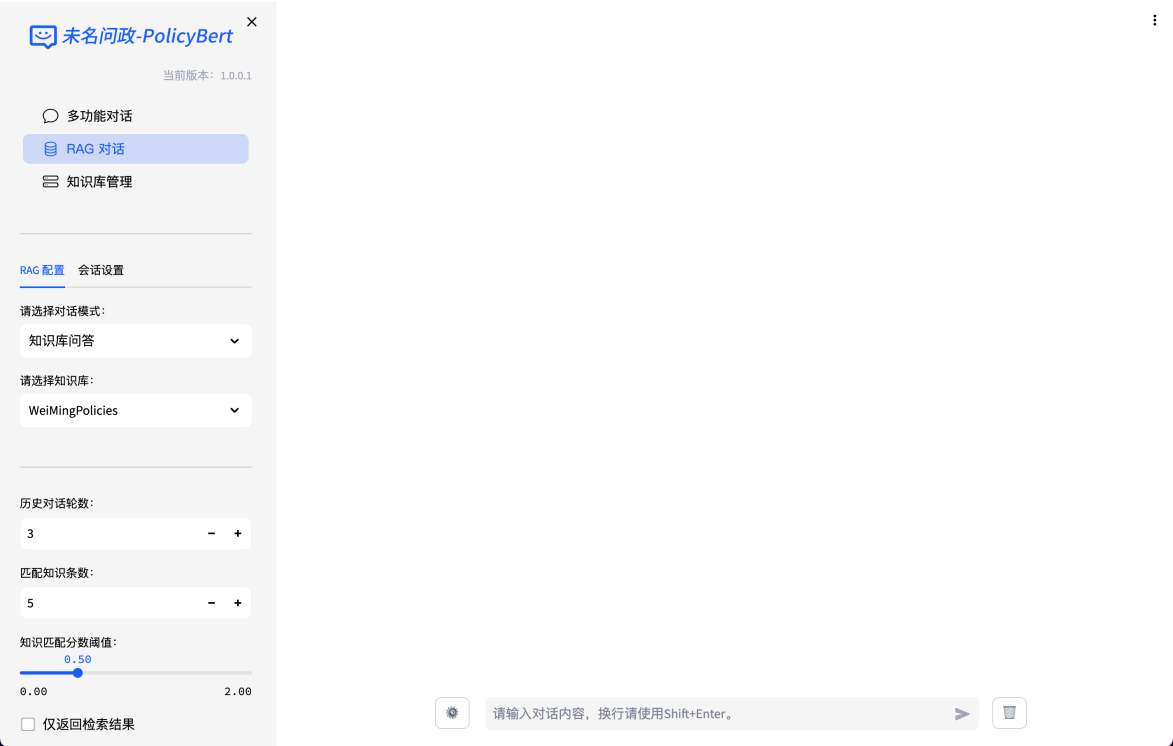 未名问政-PolicyBert
当前版本：1.0.0.1
多功能对话
RAG 对话
知识库管理
RAG 配置 会话设置
请选择对话模式：
知识库问答
请选择知识库：
WeiMingPolicies
历史对话轮数：
3
匹配知识条数：
5
知识匹配分数阈值：
0.50
0.00 2.00
仅返回检索结果
请输入对话内容，换行请使用Shift+Enter。